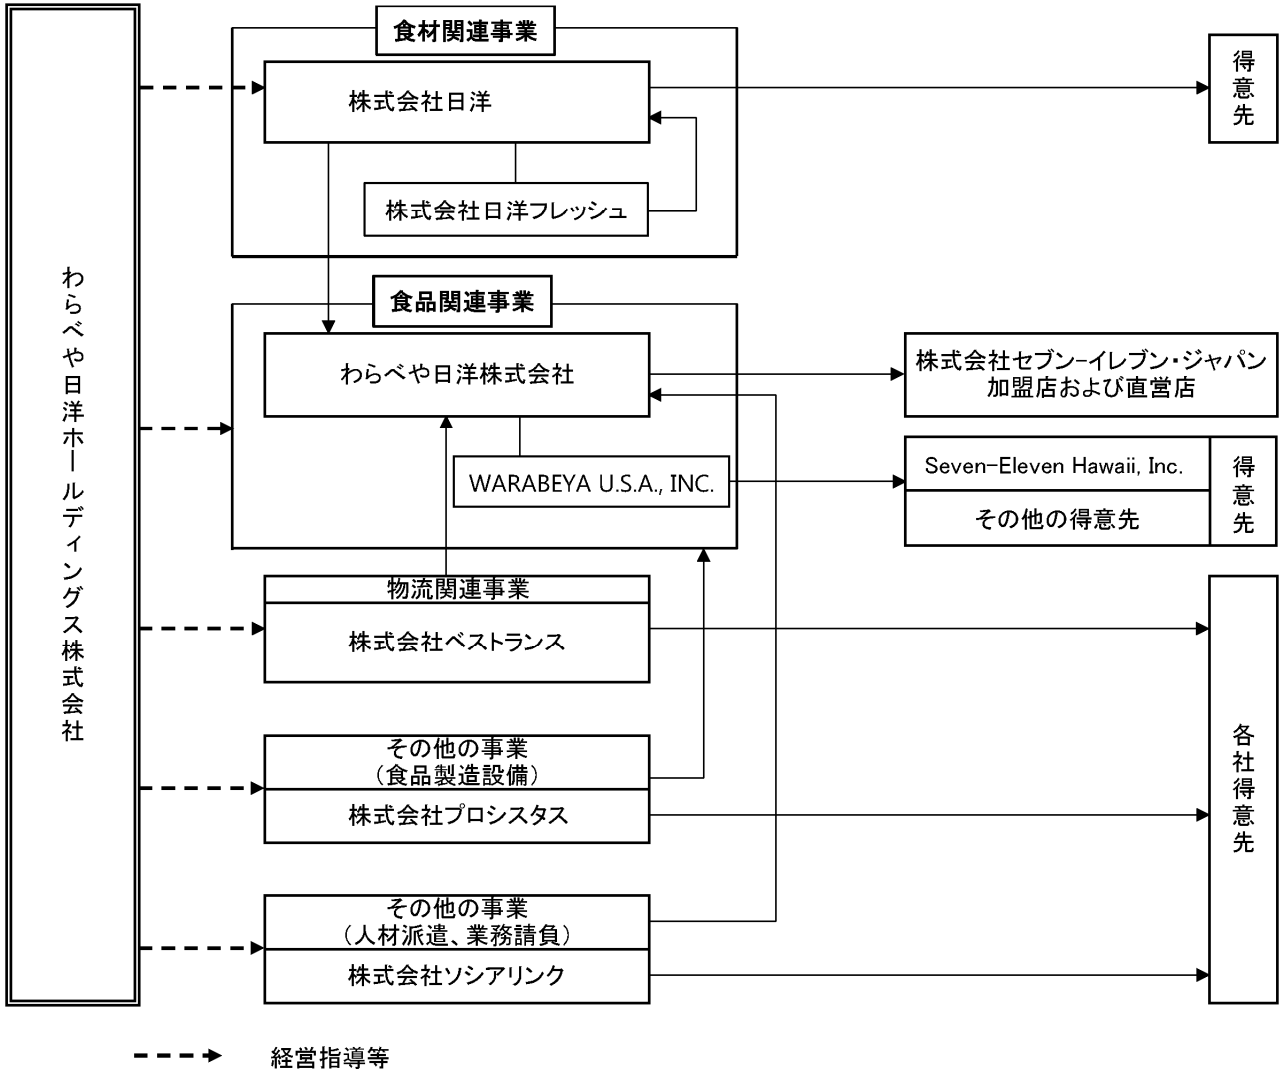 わらべや日洋ホールディングス株式会社
食材関連事業
株式会社日洋
得意先
株式会社日洋フレッシュ
食品関連事業
わらべや日洋株式会社
株式会社セブン-イレブン・ジャパン
加盟店および直営店
WARABEYA U.S.A., INC.
Seven-Eleven Hawaii, Inc.
その他の得意先
得意先
物流関連事業
株式会社ベストランス
その他の事業
(食品製造設備)
株式会社プロシスタス
各社得意先
その他の事業
(人材派遣、業務請負)
株式会社ソシアリンク
経営指導等